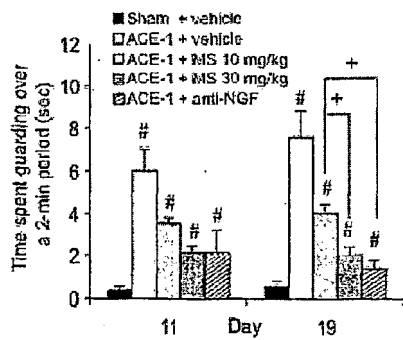 Sham + vehicle
ACE-1 + vehicle
ACE-1 + MS 10 mg/kg
ACE-1 + MS 30 mg/kg
ACE-1 + anti-NGF
Time spent guarding over
a 2-min period (sec)
12
10
8
6
4
2
0
# # # #
# # # #
+
+
11 Day 19